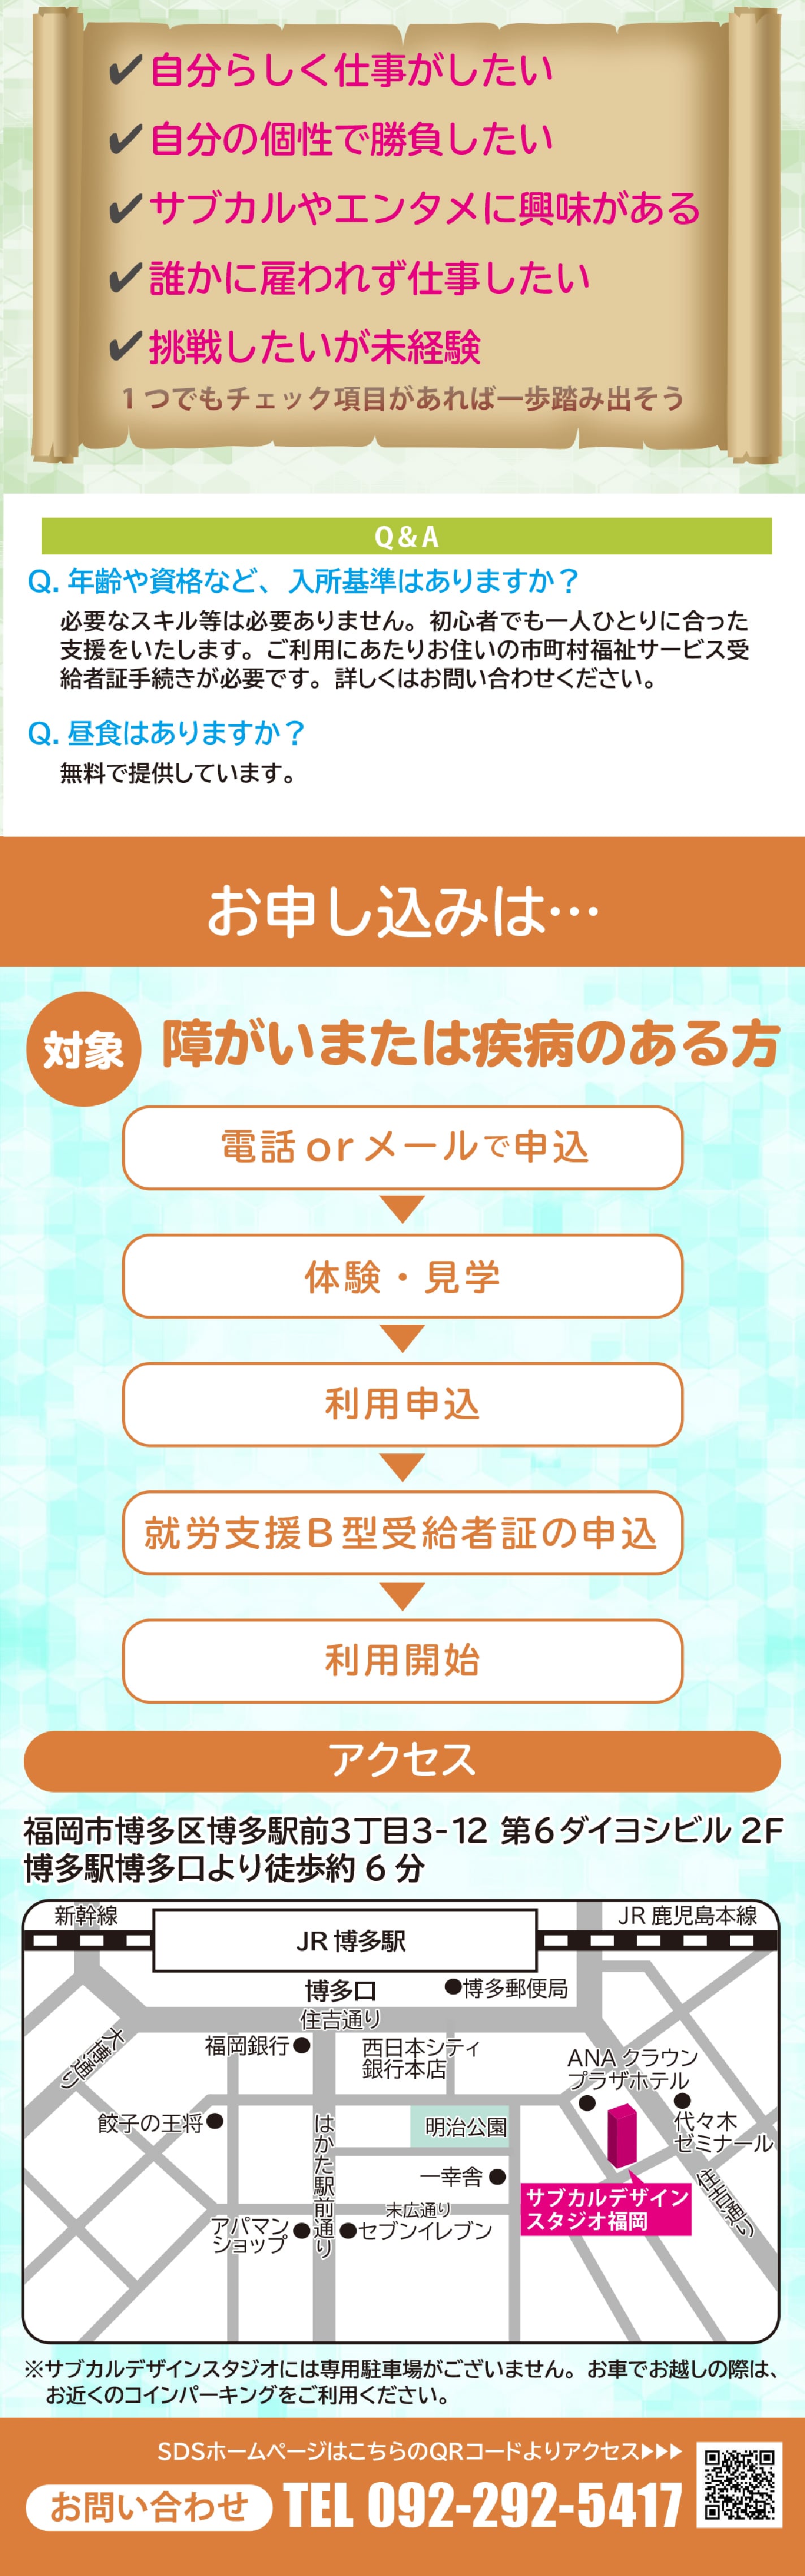 ✔自分らしく仕事がしたい
✔自分の個性で勝負したい
✔サブカルやエンタメに興味がある
✔誰かに雇われず仕事したい
✔挑戦したいが未経験
1つでもチェック項目があれば一歩踏み出そう
Q&A
Q. 年齢や資格など、入所基準はありますか？
必要なスキル等は必要ありません。初心者でも一人ひとりに合った
支援をいたします。ご利用にあたりお住いの市町村福祉サービス受
給者証手続きが必要です。詳しくはお問い合わせください。
Q. 昼食はありますか？
無料で提供しています。
お申し込みは…
対象 障がいまたは疾病のある方
電話orメールで申込
体験・見学
利用申込
就労支援B型受給者証の申込
利用開始
アクセス
福岡市博多区博多駅前3丁目3-12 第6ダイヨシビル 2F
博多駅博多口より徒歩約 6 分
新幹線
JR 鹿児島本線
JR 博多駅
博多口
●博多郵便局
住吉通り
大博通り
福岡銀行●
西日本シティ
銀行本店
ANA クラウン
プラザホテル
餃子の王将●
はかた駅前通り
明治公園
代々木
ゼミナール
一幸舎●
住吉通り
サブカルデザイン
スタジオ福岡
末広通り
アパマン
ショップ
●セブンイレブン
※サブカルデザインスタジオには専用駐車場がございません。お車でお越しの際は、
お近くのコインパーキングをご利用ください。
SDSホームページはこちらのQRコードよりアクセス▶▶▶
お問い合わせ TEL 092-292-5417